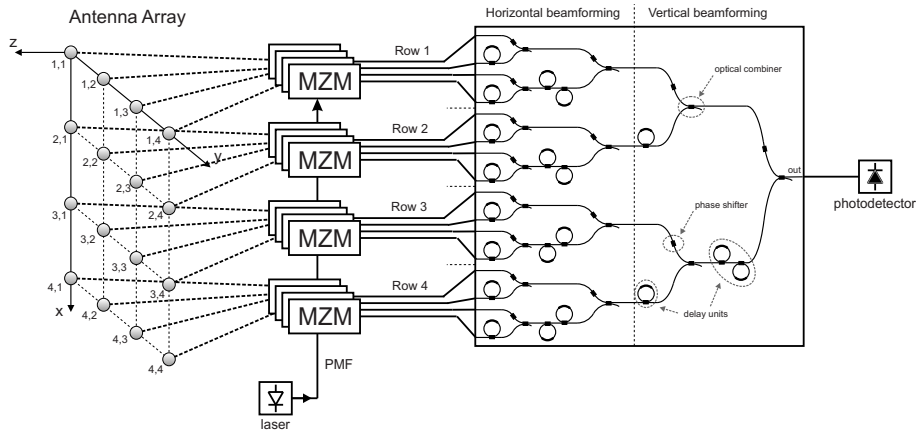 Antenna Array
Horizontal beamforming
Vertical beamforming
z
1,1
1,2
1,3
1,4
y
2,1
2,2
2,3
2,4
3,1
3,2
3,3
3,4
4,1
x
4,2
4,3
4,4
MZM
MZM
MZM
MZM
Row 1
Row 2
Row 3
Row 4
PMF
laser
optical combiner
phase shifter
delay units
out
photodetector